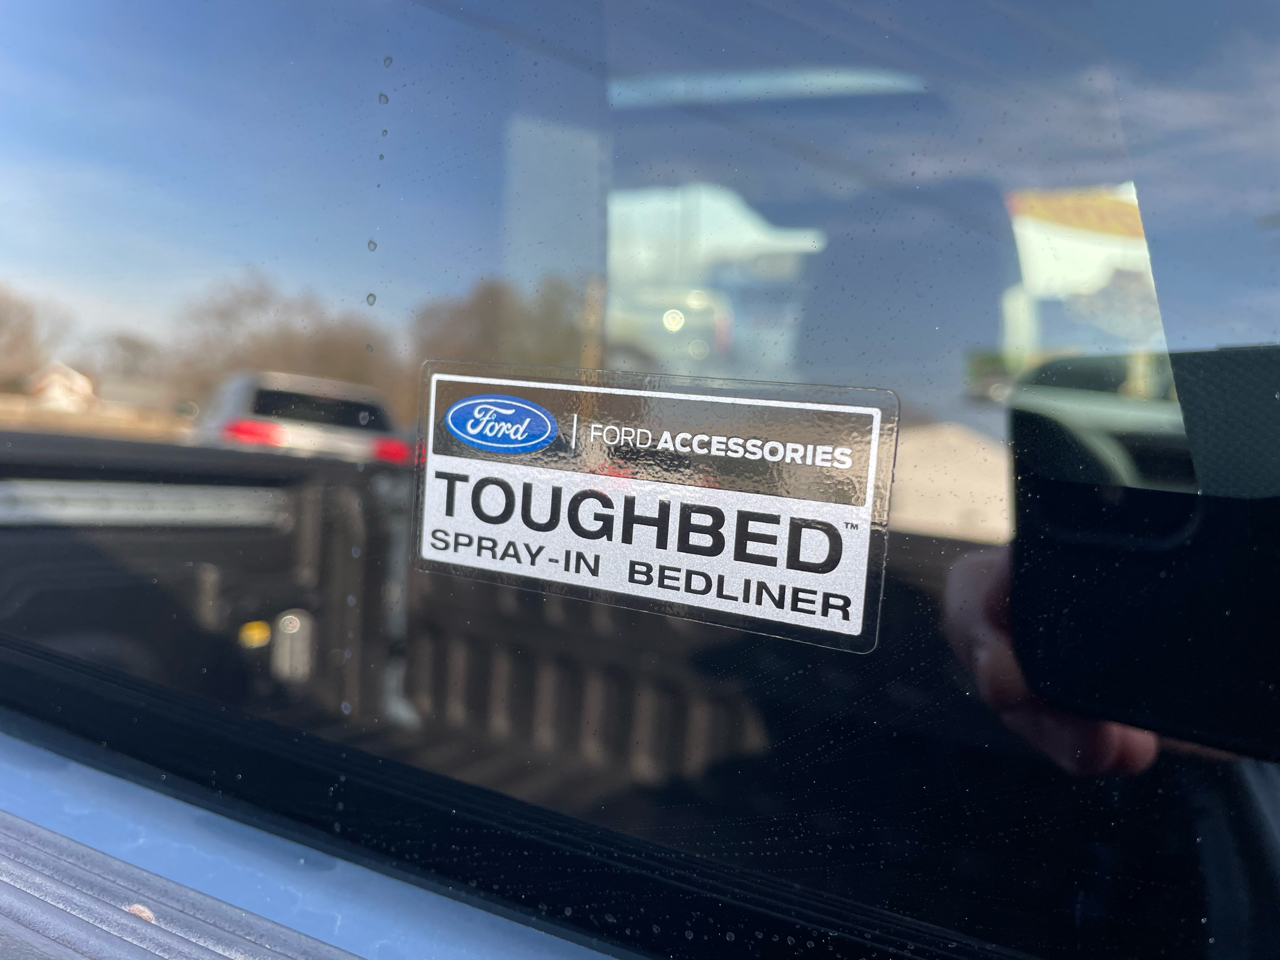 Ford | FORD ACCESSORIES
TOUGHBED™
SPRAY-IN BEDLINER